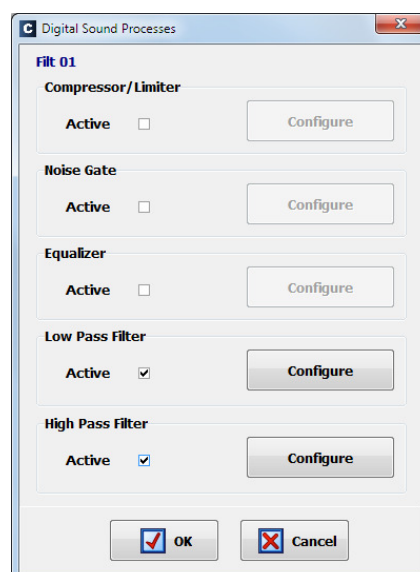 C Digital Sound Processes X
Filt 01
Compressor/Limiter
Active Configure
Noise Gate
Active Configure
Equalizer
Active Configure
Low Pass Filter
Active Configure
High Pass Filter
Active Configure
OK Cancel